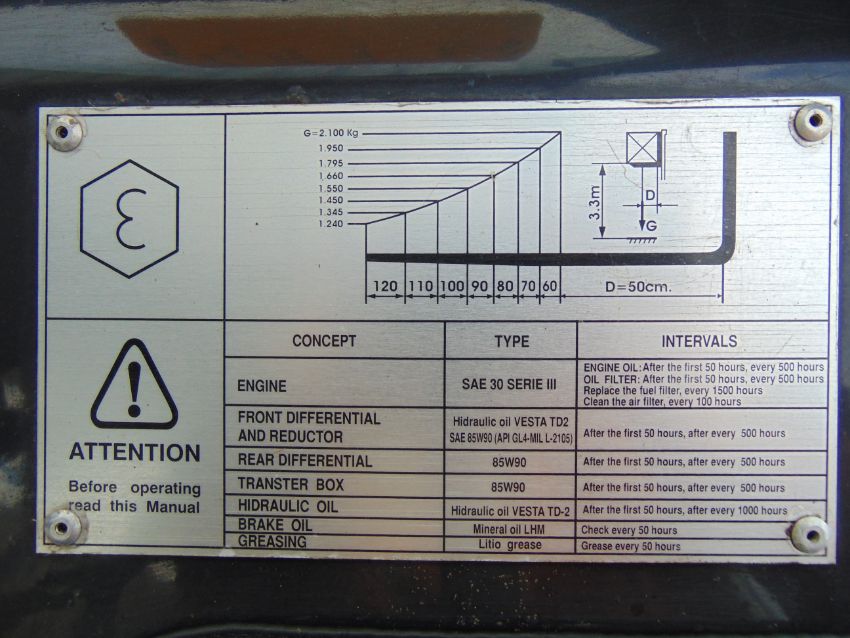 G=2.100 Kg
1.950
1.795
1.660
1.550
1.450
1.345
1.240
3.3m
D
G
120 110 100 90 80 70 60 D=50cm.
ε
ATTENTION
Before operating
read this Manual
CONCEPT TYPE INTERVALS
ENGINE SAE 30 SERIE III
ENGINE OIL: After the first 50 hours, every 500 hours
OIL FILTER: After the first 50 hours, every 500 hours
Replace the fuel filter, every 1500 hours
Clean the air filter, every 100 hours
FRONT DIFFERENTIAL
AND REDUCTOR
Hidraulic oil VESTA TD2
SAE 85W90 (API GL4-MIL L-2105)
After the first 50 hours, after every 500 hours
REAR DIFFERENTIAL 85W90 After the first 50 hours, after every 500 hours
TRANSTER BOX 85W90 After the first 50 hours, after every 500 hours
HIDRAULIC OIL Hidraulic oil VESTA TD-2 After the first 50 hours, after every 1000 hours
BRAKE OIL Mineral oil LHM Check every 50 hours
GREASING Litio grease Grease every 50 hours